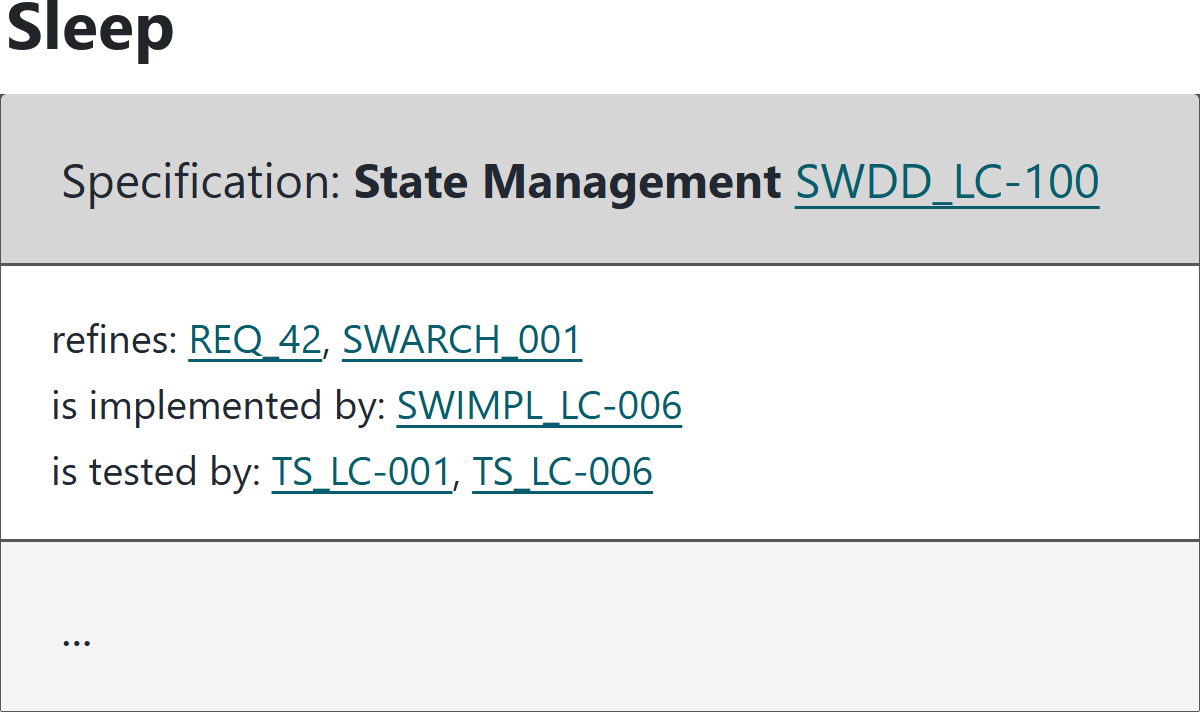 Sleep
Specification: State Management SWDD_LC-100
refines: REQ_42, SWARCH_001
is implemented by: SWIMPL_LC-006
is tested by: TS_LC-001, TS_LC-006
...